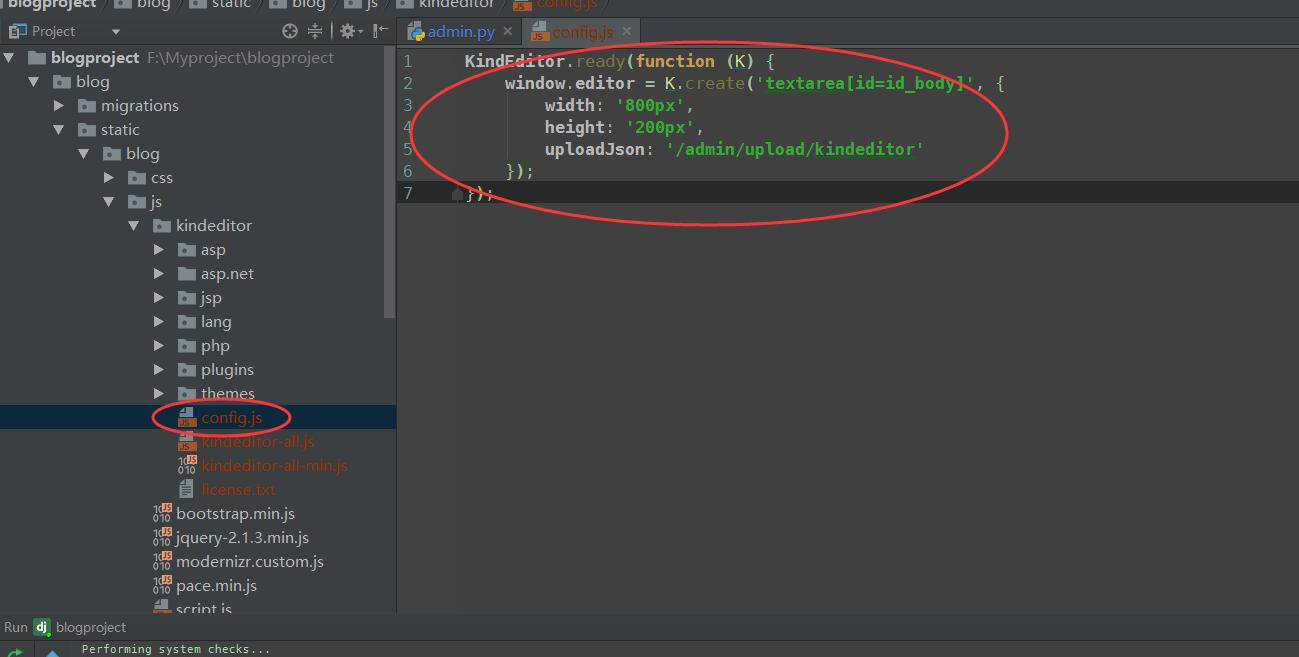 blogproject blog static blog js kindeditor config.js
Project
admin.py config.js
blogproject F:\Myproject\blogproject
blog
migrations
static
blog
css
js
kindeditor
asp
asp.net
jsp
lang
php
plugins
themes
config.js
kindeditor-all.js
kindeditor-all-min.js
license.txt
bootstrap.min.js
jquery-2.1.3.min.js
modernizr.custom.js
pace.min.js
script.js
1 KindEditor.ready(function (K) {
2 window.editor = K.create('textarea[id=id_body]', {
3 width: '800px',
4 height: '200px',
5 uploadJson: '/admin/upload/kindeditor'
6 });
7 });
Run dj blogproject
Performing system checks...